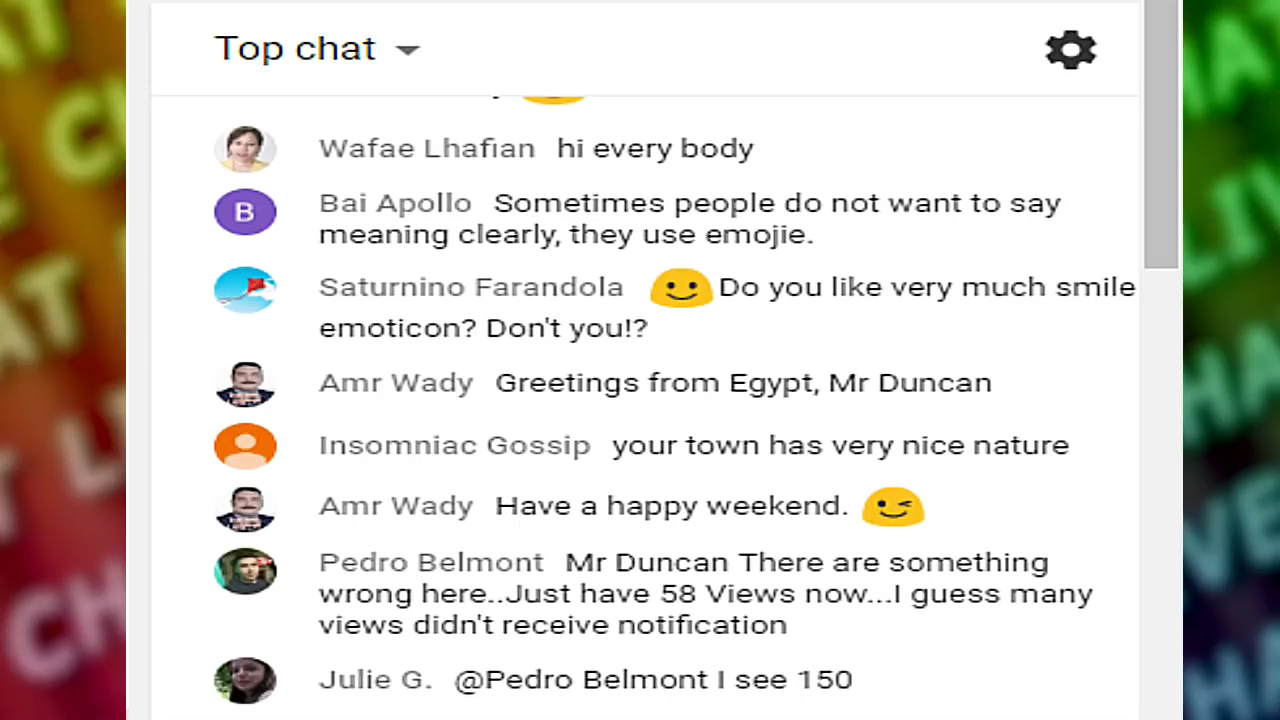 Top chat
Wafae Lhafian hi every body
B
Bai Apollo Sometimes people do not want to say
meaning clearly, they use emojie.
Saturnino Farandola 🙂 Do you like very much smile
emoticon? Don't you!?
Amr Wady Greetings from Egypt, Mr Duncan
Insomniac Gossip your town has very nice nature
Amr Wady Have a happy weekend. 😉
Pedro Belmont Mr Duncan There are something
wrong here..Just have 58 Views now...I guess many
views didn't receive notification
Julie G. @Pedro Belmont I see 150